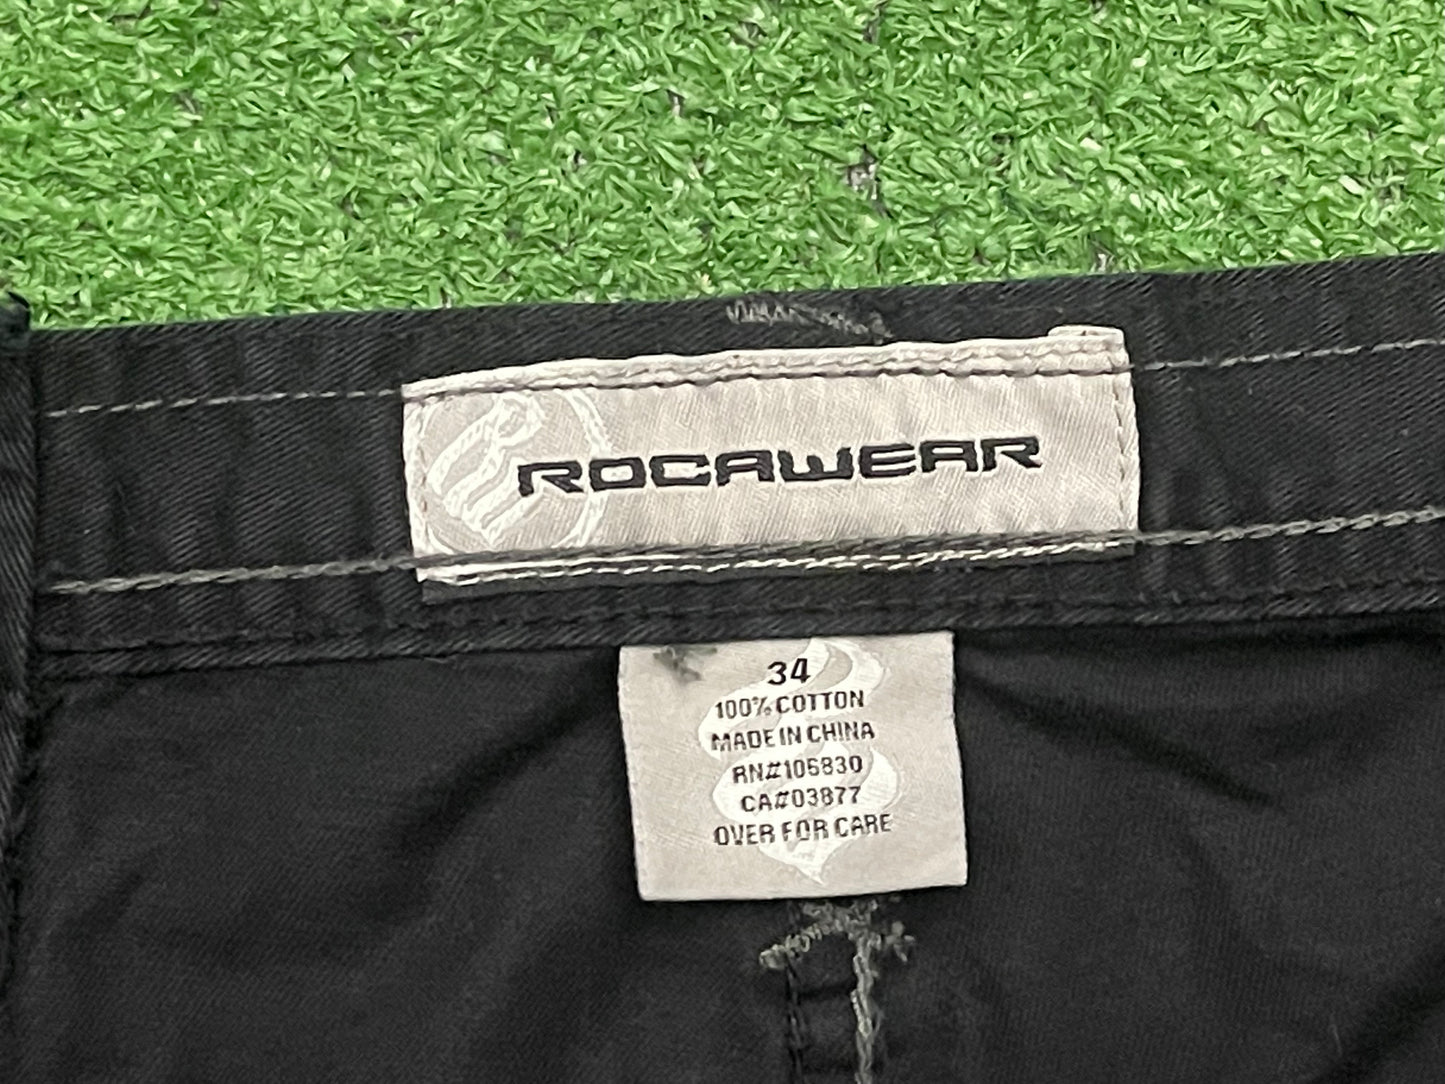 ROCAWEAR
34
100% COTTON
MADE IN CHINA
RN#106830
CA#03877
OVER FOR CARE